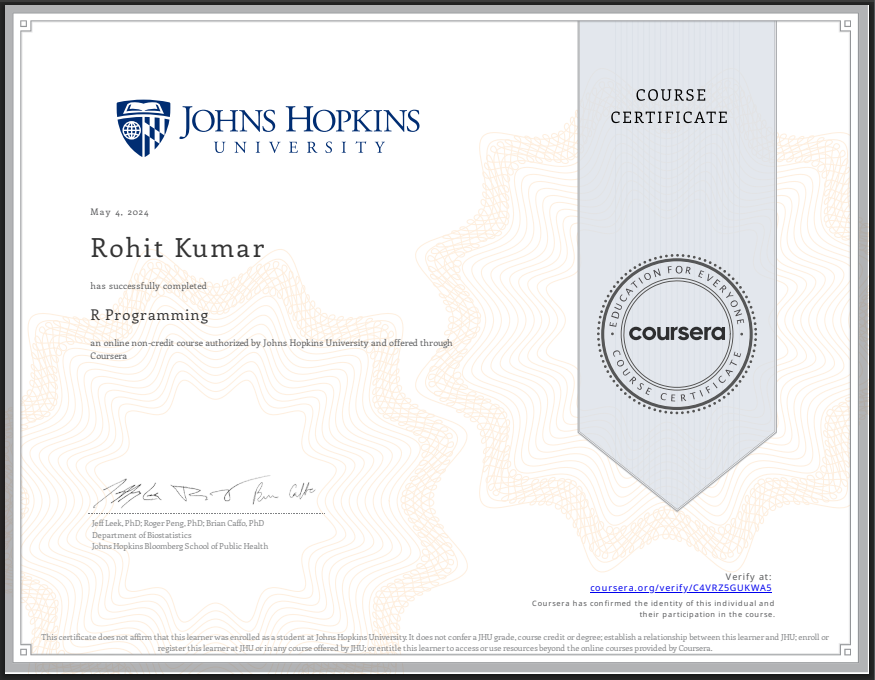 JOHNS HOPKINS
UNIVERSITY
COURSE
CERTIFICATE
May 4, 2024
Rohit Kumar
has successfully completed
R Programming
an online non-credit course authorized by Johns Hopkins University and offered through
Coursera
EDUCATION FOR EVERYONE
coursera
COURSE CERTIFICATE
Jeff Leek, PhD; Roger Peng, PhD; Brian Caffo, PhD
Department of Biostatistics
Johns Hopkins Bloomberg School of Public Health
Verify at:
coursera.org/verify/C4VRZ5GUKWA5
Coursera has confirmed the identity of this individual and
their participation in the course.
This certificate does not affirm that this learner was enrolled as a student at Johns Hopkins University. It does not confer a JHU grade, course credit or degree; establish a relationship between this learner and JHU; enroll or
register this learner at JHU or in any course offered by JHU; or entitle this learner to access or use resources beyond the online courses provided by Coursera.